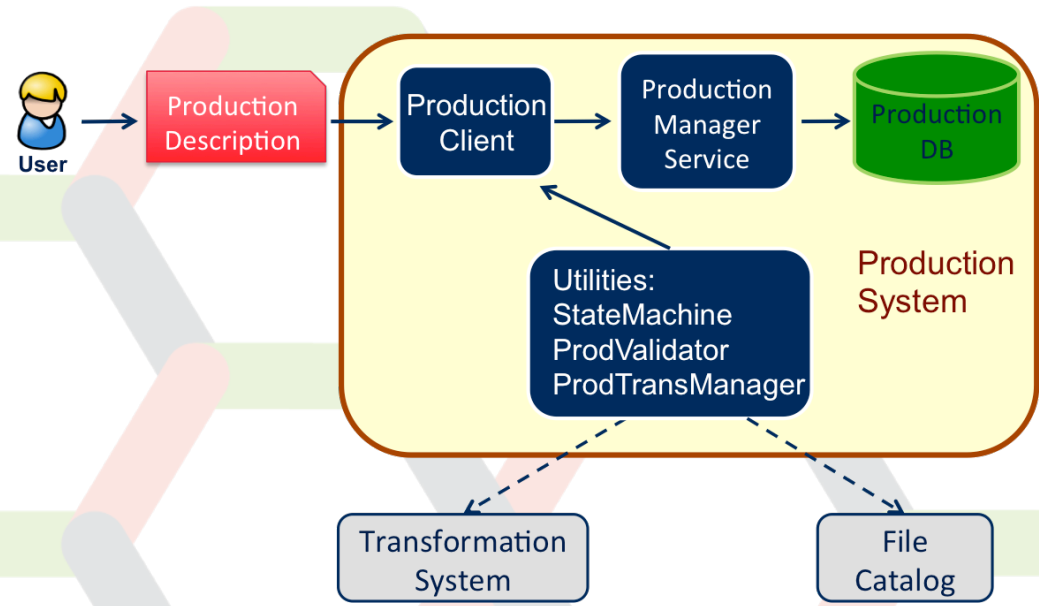 User
Production
Description
Production
Client
Production
Manager
Service
Production
DB
Utilities:
StateMachine
ProdValidator
ProdTransManager
Production
System
Transformation
System
File
Catalog